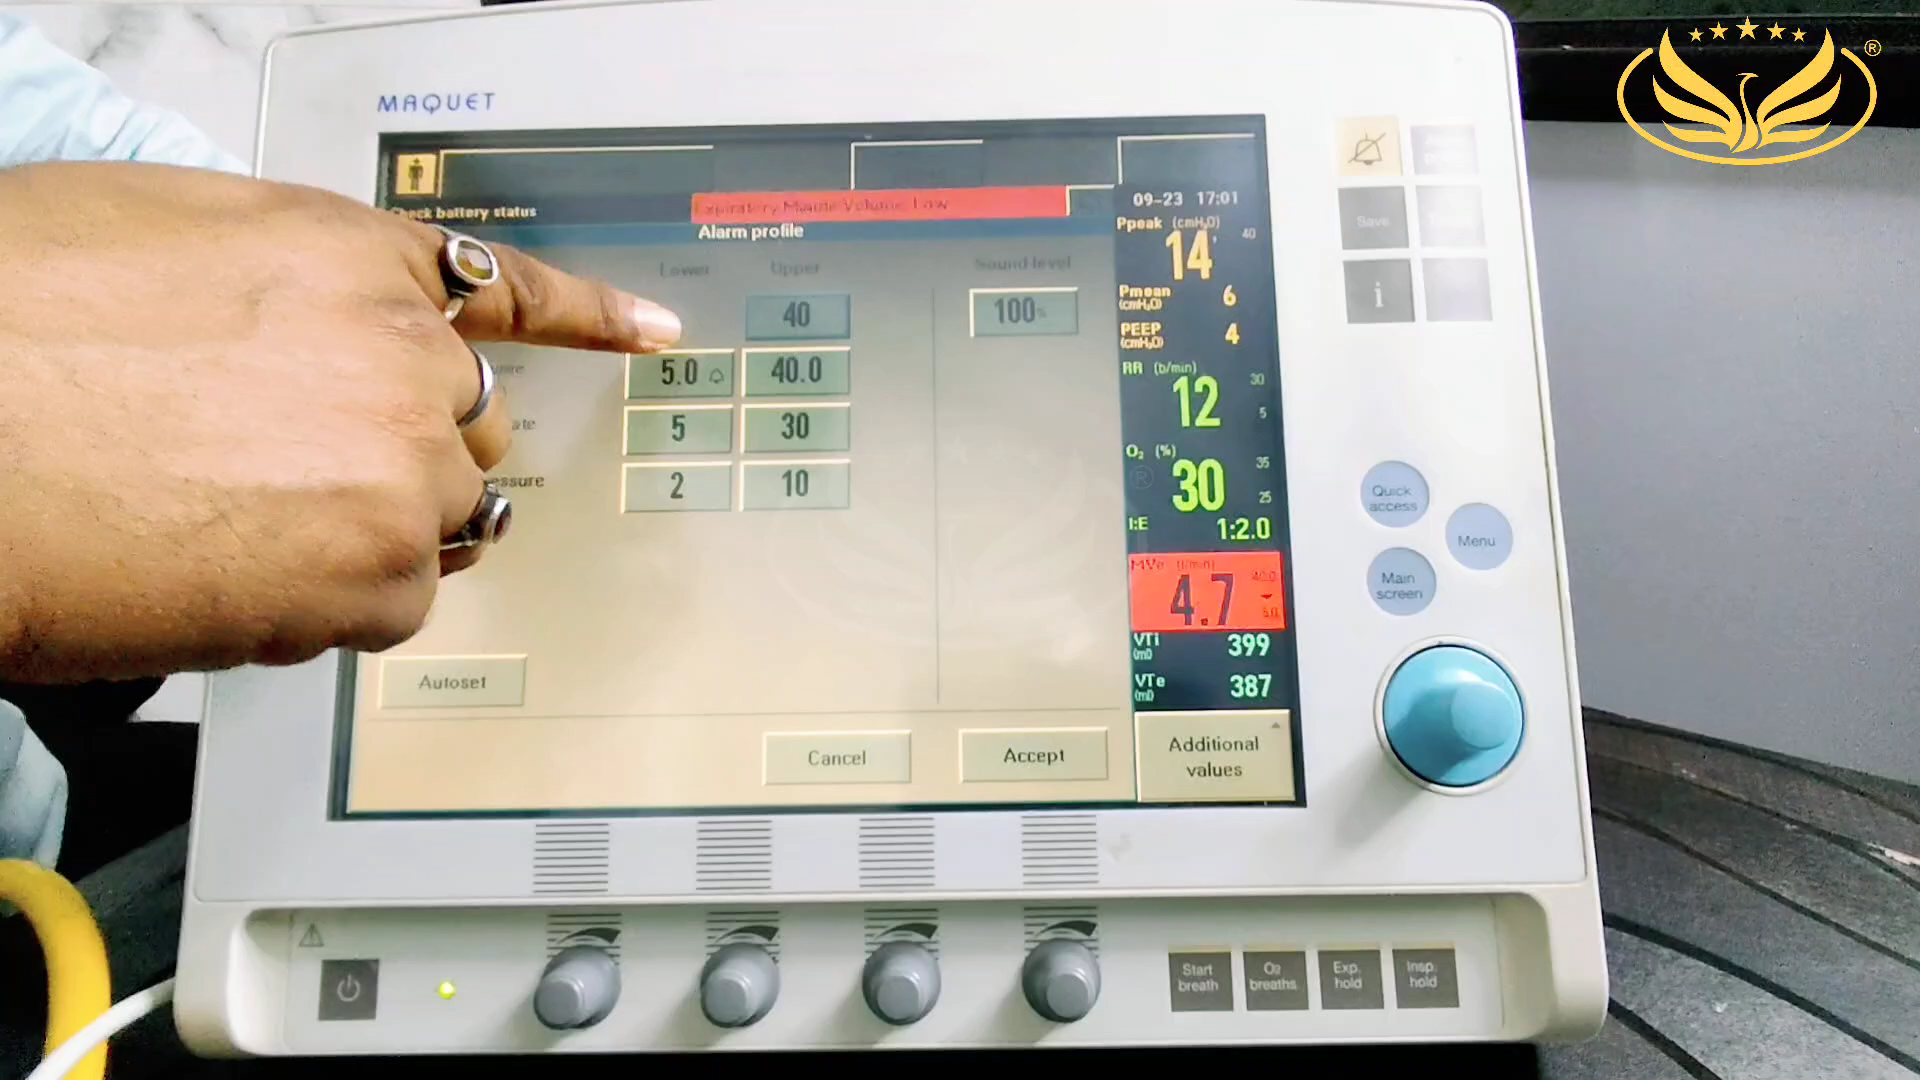 ®
MAQUET
Check battery status
Expiratory Minute Volume: Low
Alarm profile
Lower
Upper
Sound level
40
100%
5.0
40.0
5
30
essure
2
10
Autoset
Cancel
Accept
09-23 17:01
Ppeak (cmH₂O)
14
40
Pmean
(cmH₂O)
6
PEEP
(cmH₂O)
4
RR (b/min)
12
30
5
O₂ (%)
30
35
25
I:E
1:2.0
MVe (l/min)
4.7
40.0
5.0
VTi
(ml)
399
VTe
(ml)
387
Additional
values
Save
i
Quick
access
Menu
Main
screen
Start
breath
O₂
breaths
Exp.
hold
Insp.
hold